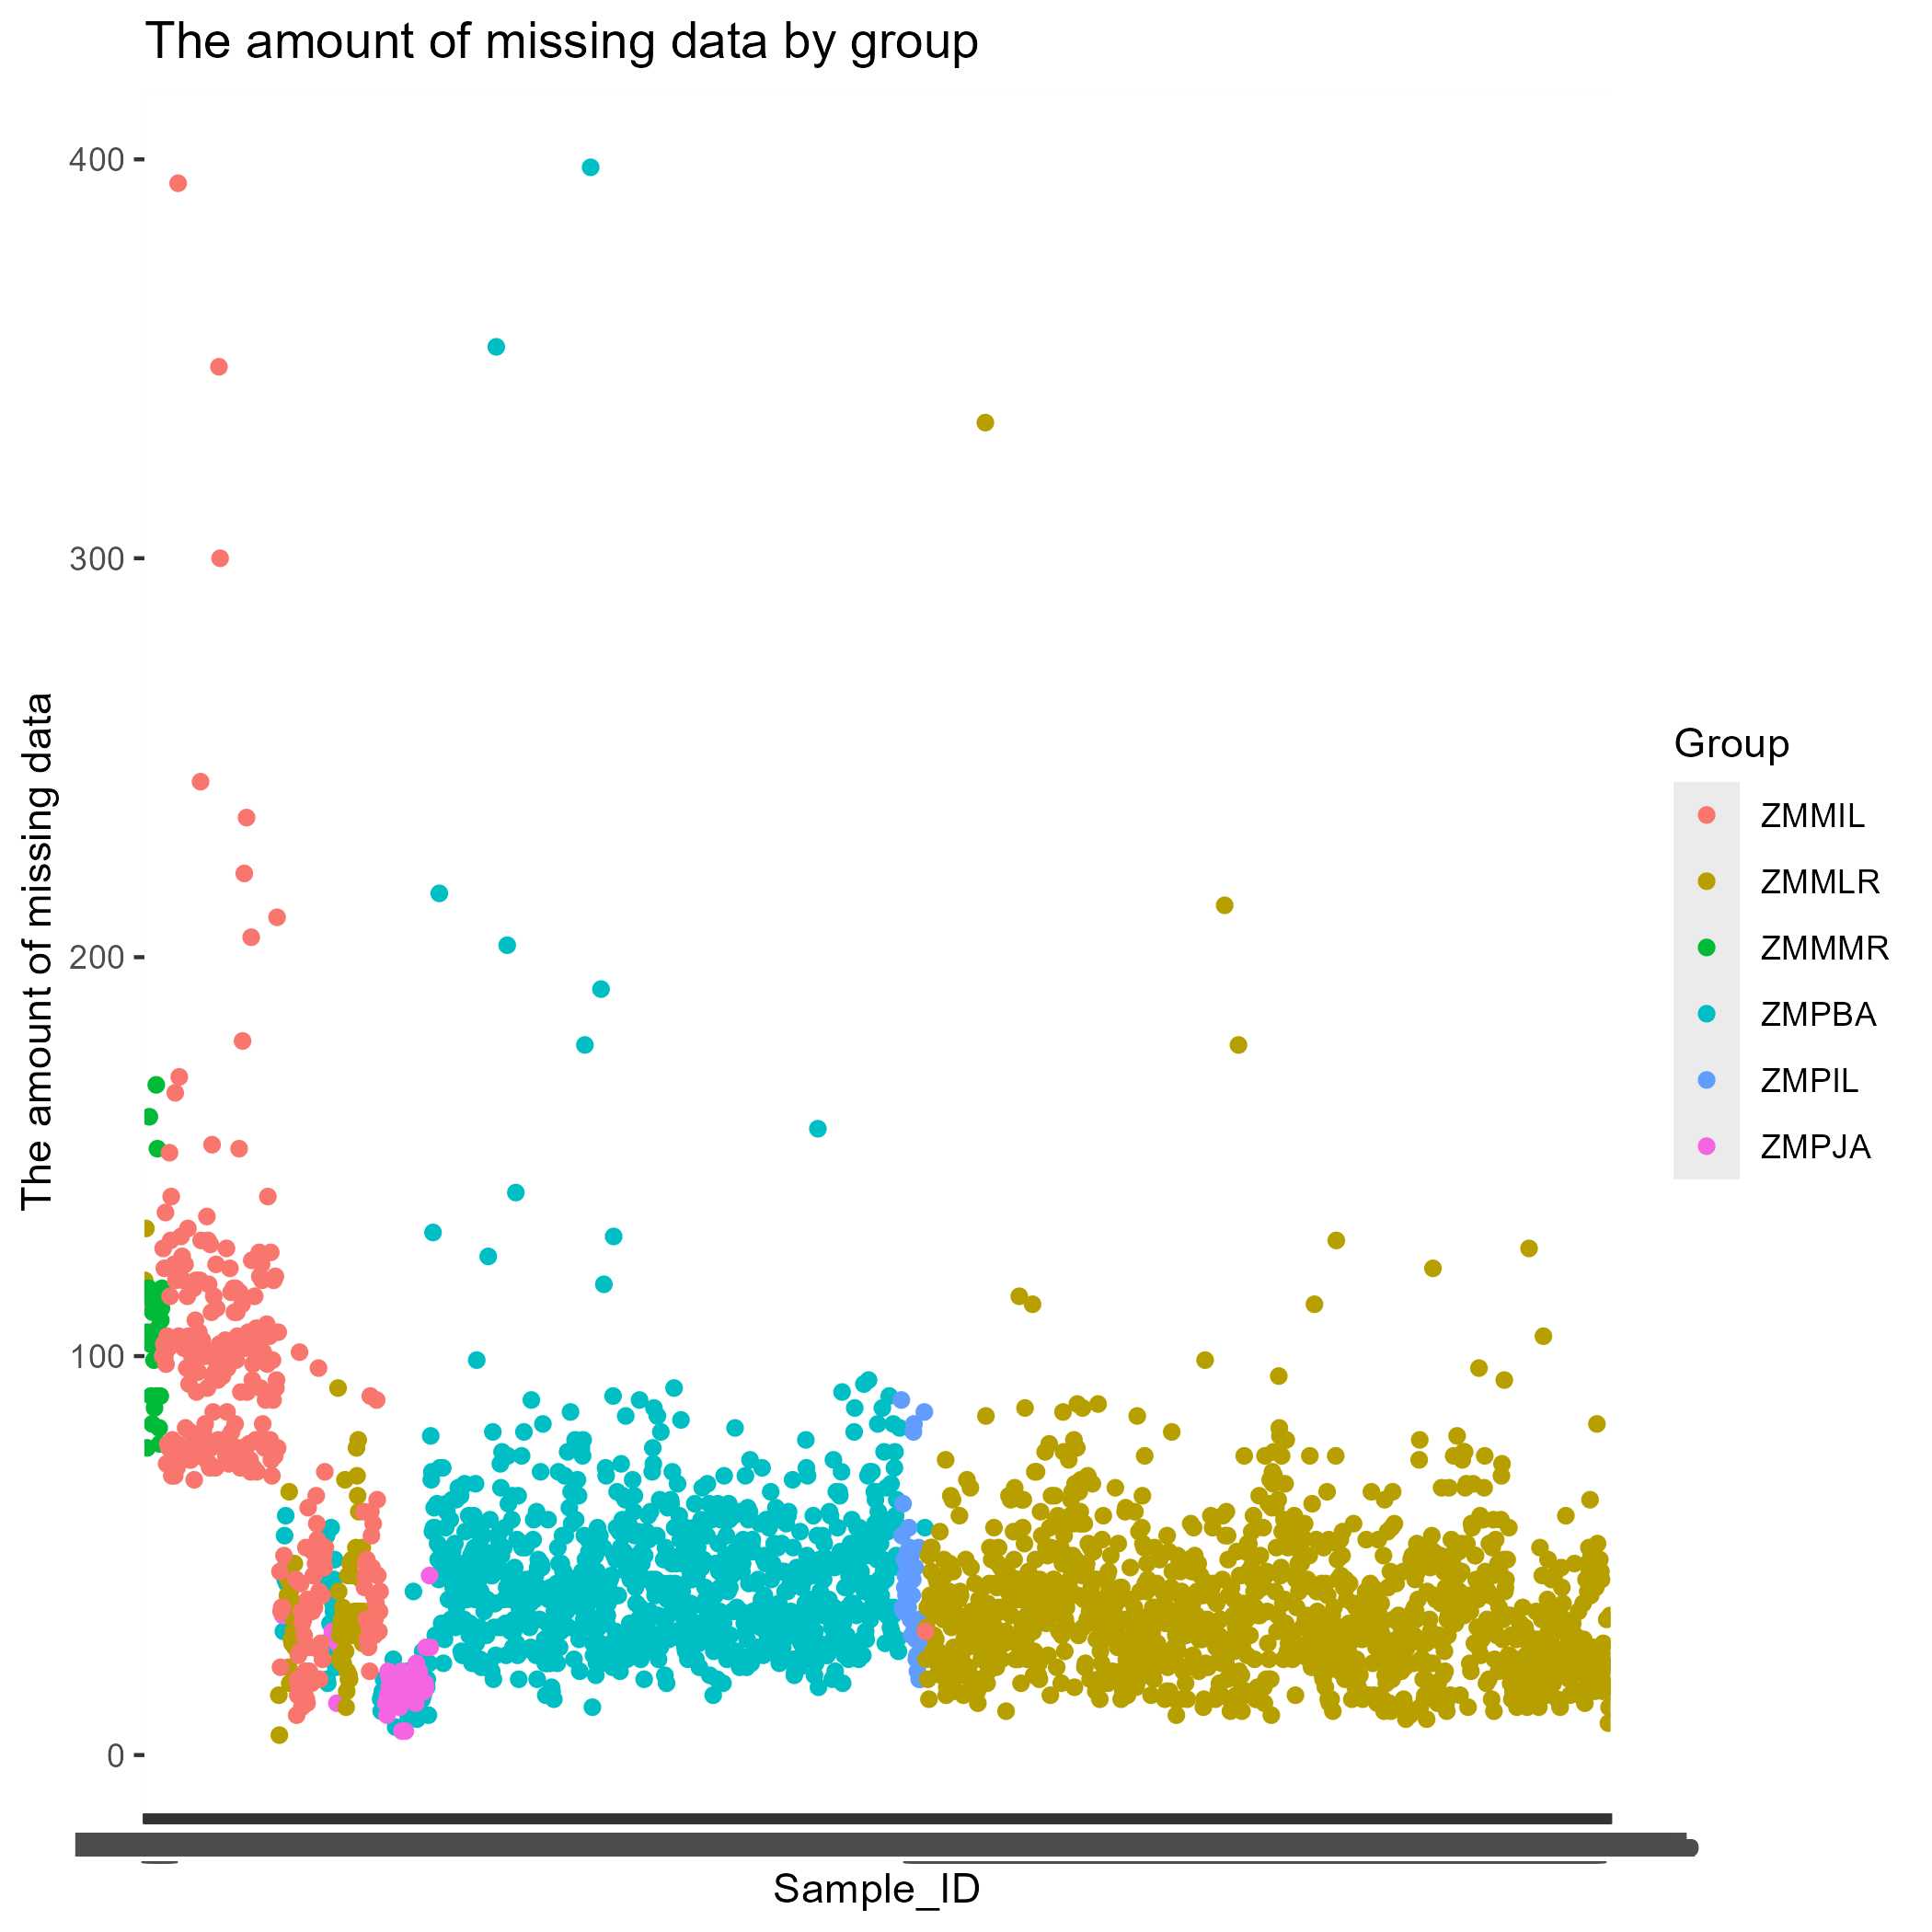 The amount of missing data by group
400
300
200
100
0
The amount of missing data
Sample_ID
Group
ZMMIL
ZMMLR
ZMMMR
ZMPBA
ZMPIL
ZMPJA